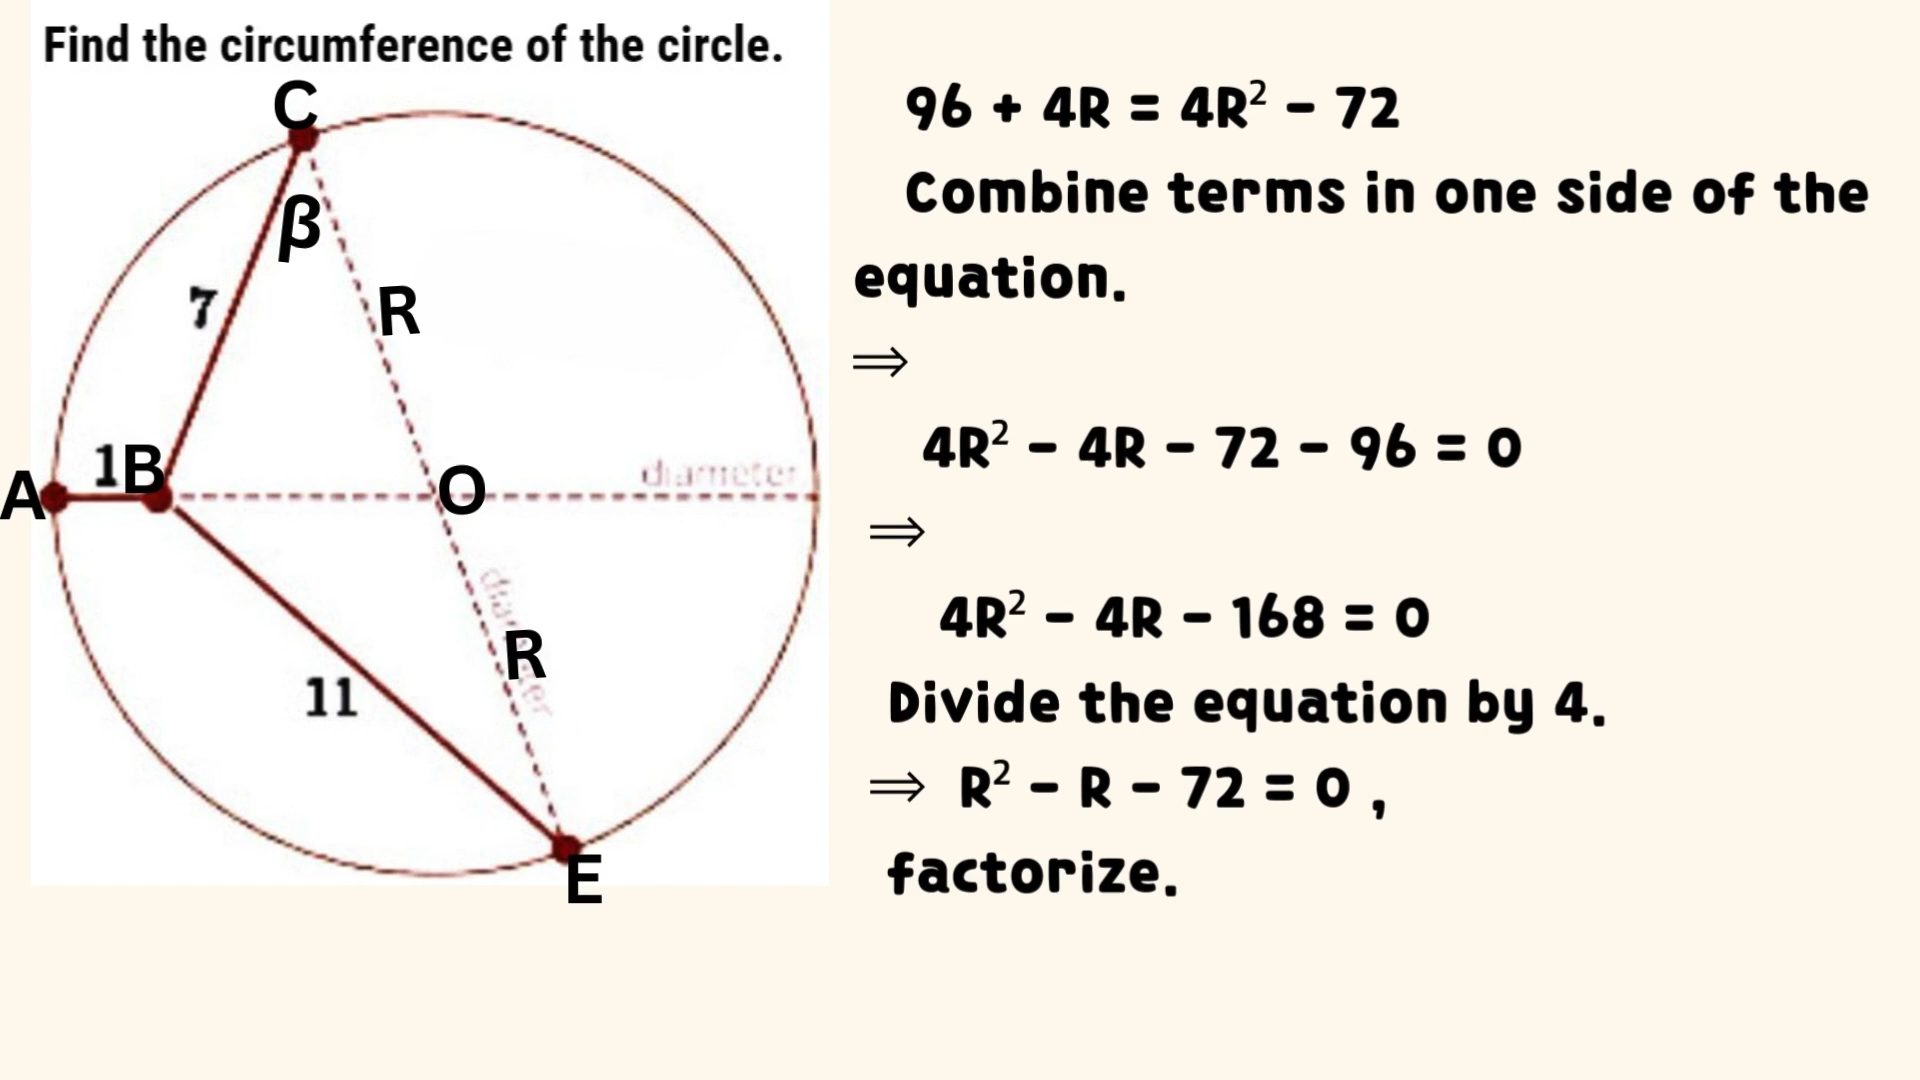 Find the circumference of the circle.
C
β
7
R
1
B
A
O
diameter
diameter
R
11
E
96 + 4R = 4R² – 72
Combine terms in one side of the
equation.
⇒
4R² – 4R – 72 – 96 = 0
⇒
4R² – 4R – 168 = 0
Divide the equation by 4.
⇒ R² – R – 72 = 0 ,
factorize.